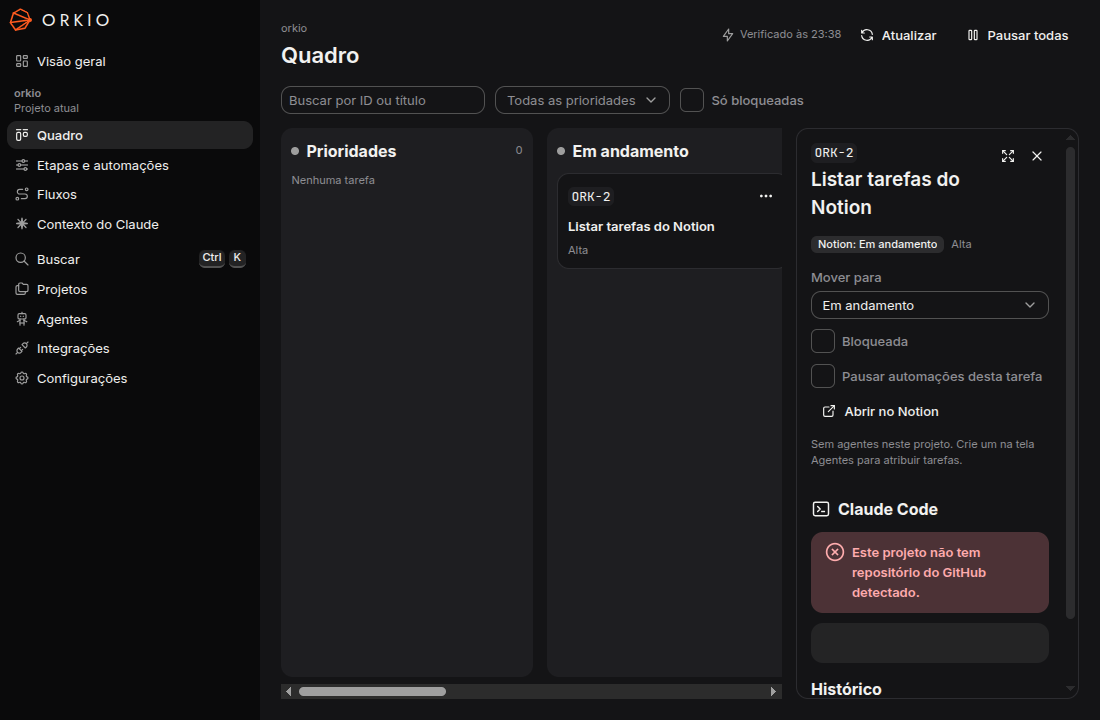 ORKIO
Visão geral
orkio
Projeto atual
Quadro
Etapas e automações
Fluxos
Contexto do Claude
Buscar Ctrl K
Projetos
Agentes
Integrações
Configurações
orkio
Quadro
Verificado às 23:38 Atualizar Pausar todas
Buscar por ID ou título Todas as prioridades Só bloqueadas
Prioridades 0
Nenhuma tarefa
Em andamento
ORK-2
Listar tarefas do Notion
Alta
ORK-2
Listar tarefas do
Notion
Notion: Em andamento Alta
Mover para
Em andamento
Bloqueada
Pausar automações desta tarefa
Abrir no Notion
Sem agentes neste projeto. Crie um na tela
Agentes para atribuir tarefas.
Claude Code
Este projeto não tem
repositório do GitHub
detectado.
Histórico